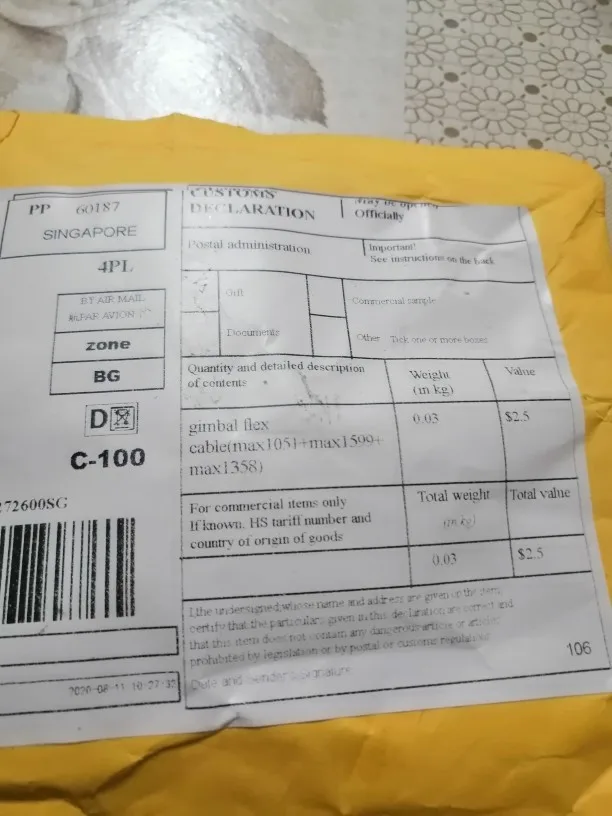 PP 60187
SINGAPORE
4PL
BY AIR MAIL
PAR AVION
zone
BG
D
C-100
72600SG
2020-08-11 10:27:32
CUSTOMS
DECLARATION
May be opened
Officially
Postal administration
Important!
See instructions on the back
Gift
Commercial sample
Documents
Other Tick one or more boxes
Quantity and detailed description
of contents
Weight
(in kg)
Value
gimbal flex
cable(max1051+max1599+
max1358)
0.03
$2.5
For commercial items only
If known, HS tariff number and
country of origin of goods
Total weight
(in kg)
Total value
0.03
$2.5
I,the undersigned,whose name and address are given on the item,
certify that the particulars given in this declaration are correct and
that this item does not contain any dangerous article or articles
prohibited by legislation or by postal or customs regulations
Date and sender's signature
106